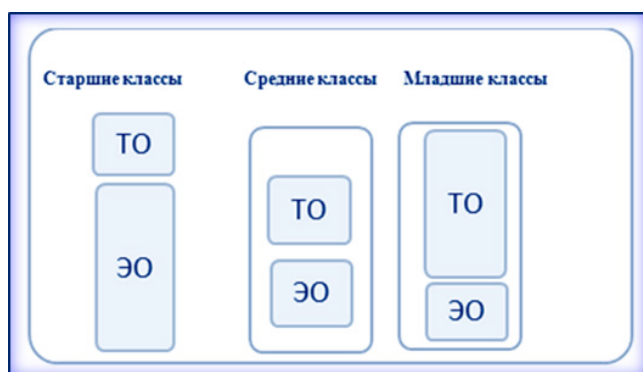 Старшие классы
Средние классы
Младшие классы
ТО
ЭО
ТО
ЭО
ТО
ЭО